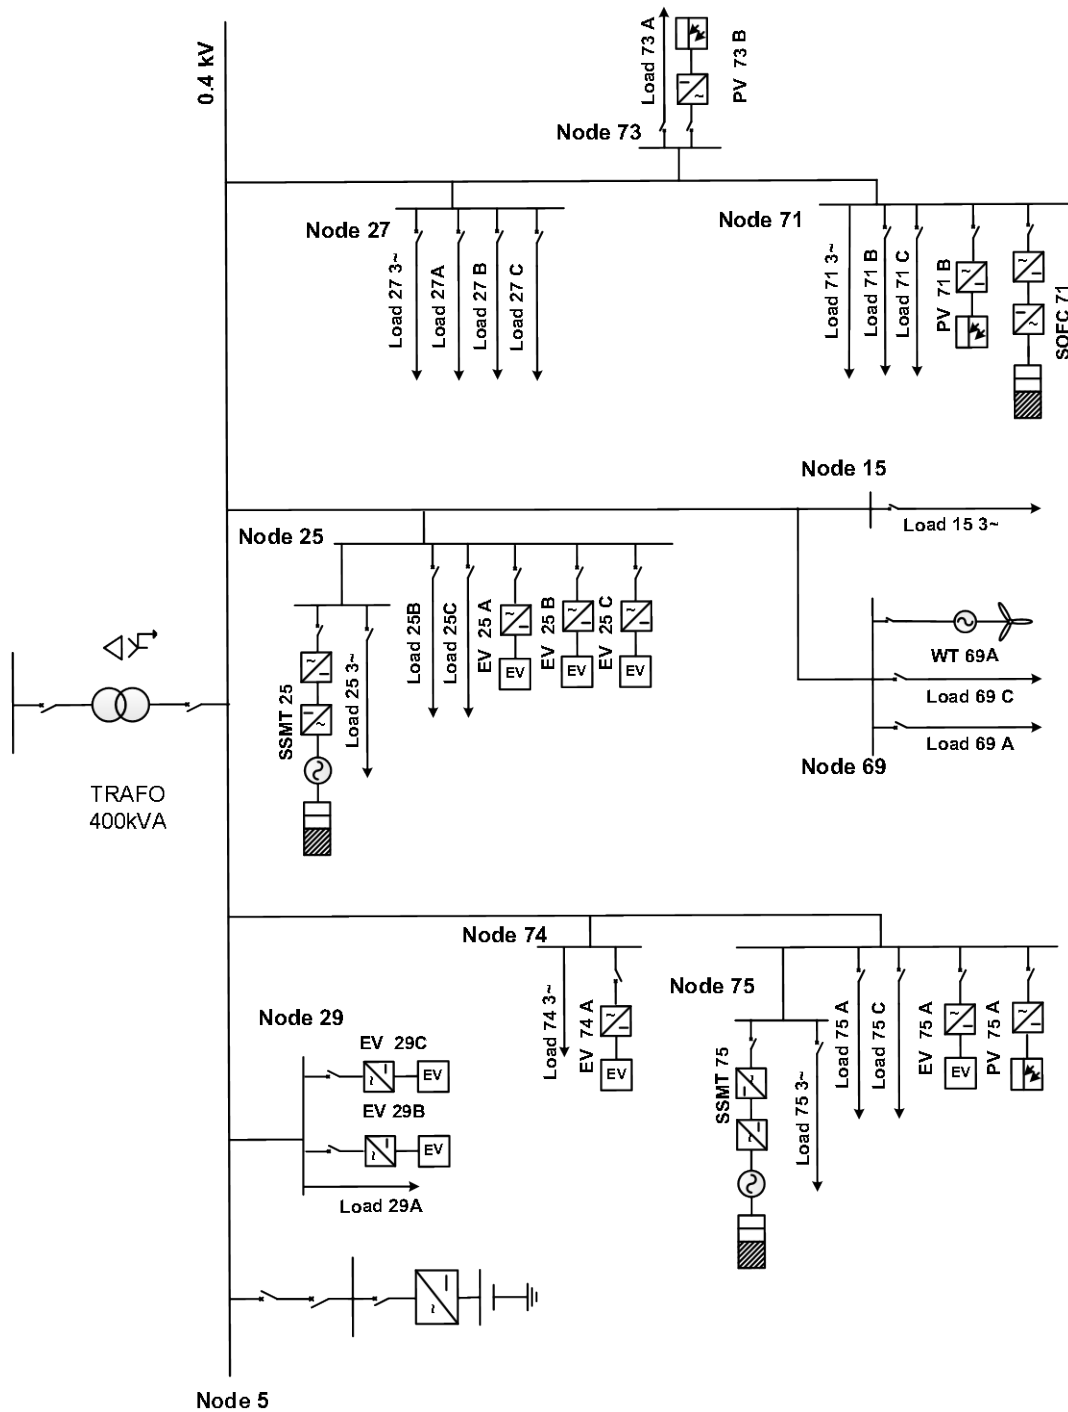 0.4 kV
Load 73 A
PV 73 B
Node 73
Node 27
Load 27 3~
Load 27A
Load 27 B
Load 27 C
Node 71
Load 71 3~
Load 71 B
Load 71 C
PV 71 B
SOFC 71
Node 15
Load 15 3~
Node 25
SSMT 25
Load 25 3~
Load 25B
Load 25C
EV 25 A
EV
EV 25 B
EV
EV 25 C
EV
WT 69A
Load 69 C
Load 69 A
Node 69
TRAFO
400kVA
Node 74
Load 74 3~
EV 74 A
EV
Node 75
SSMT 75
Load 75 3~
Load 75 A
Load 75 C
EV 75 A
EV
PV 75 A
Node 29
EV 29C
EV
EV 29B
EV
Load 29A
Node 5